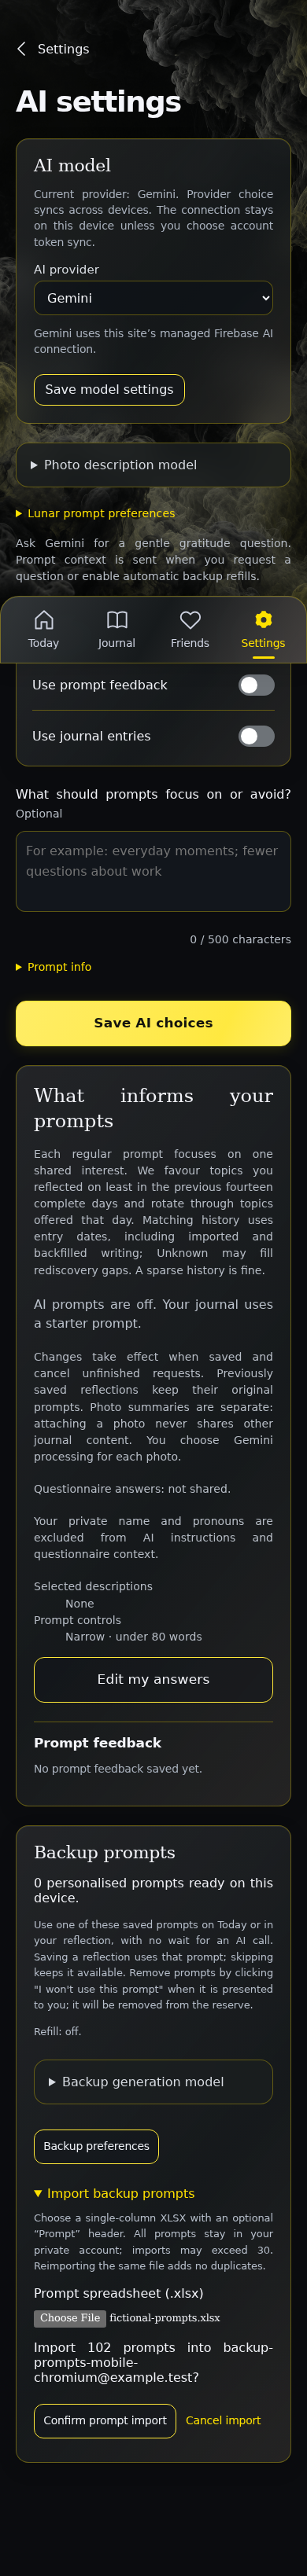 Settings
AI settings
AI model
Current provider: Gemini. Provider choice
syncs across devices. The connection stays
on this device unless you choose account
token sync.
AI provider
Gemini
Gemini uses this site’s managed Firebase AI
connection.
Save model settings
Photo description model
Lunar prompt preferences
Ask Gemini for a gentle gratitude question.
Prompt context is sent when you request a
question or enable automatic backup refills.
Today Journal Friends Settings
Use prompt feedback
Use journal entries
What should prompts focus on or avoid?
Optional
For example: everyday moments; fewer
questions about work
0 / 500 characters
Prompt info
Save AI choices
What informs your
prompts
Each regular prompt focuses on one
shared interest. We favour topics you
reflected on least in the previous fourteen
complete days and rotate through topics
offered that day. Matching history uses
entry dates, including imported and
backfilled writing; Unknown may fill
rediscovery gaps. A sparse history is fine.
AI prompts are off. Your journal uses
a starter prompt.
Changes take effect when saved and
cancel unfinished requests. Previously
saved reflections keep their original
prompts. Photo summaries are separate:
attaching a photo never shares other
journal content. You choose Gemini
processing for each photo.
Questionnaire answers: not shared.
Your private name and pronouns are
excluded from AI instructions and
questionnaire context.
Selected descriptions
None
Prompt controls
Narrow · under 80 words
Edit my answers
Prompt feedback
No prompt feedback saved yet.
Backup prompts
0 personalised prompts ready on this
device.
Use one of these saved prompts on Today or in
your reflection, with no wait for an AI call.
Saving a reflection uses that prompt; skipping
keeps it available. Remove prompts by clicking
"I won't use this prompt" when it is presented
to you; it will be removed from the reserve.
Refill: off.
Backup generation model
Backup preferences
Import backup prompts
Choose a single-column XLSX with an optional
“Prompt” header. All prompts stay in your
private account; imports may exceed 30.
Reimporting the same file adds no duplicates.
Prompt spreadsheet (.xlsx)
Choose File fictional-prompts.xlsx
Import 102 prompts into backup-
prompts-mobile-
chromium@example.test?
Confirm prompt import Cancel import